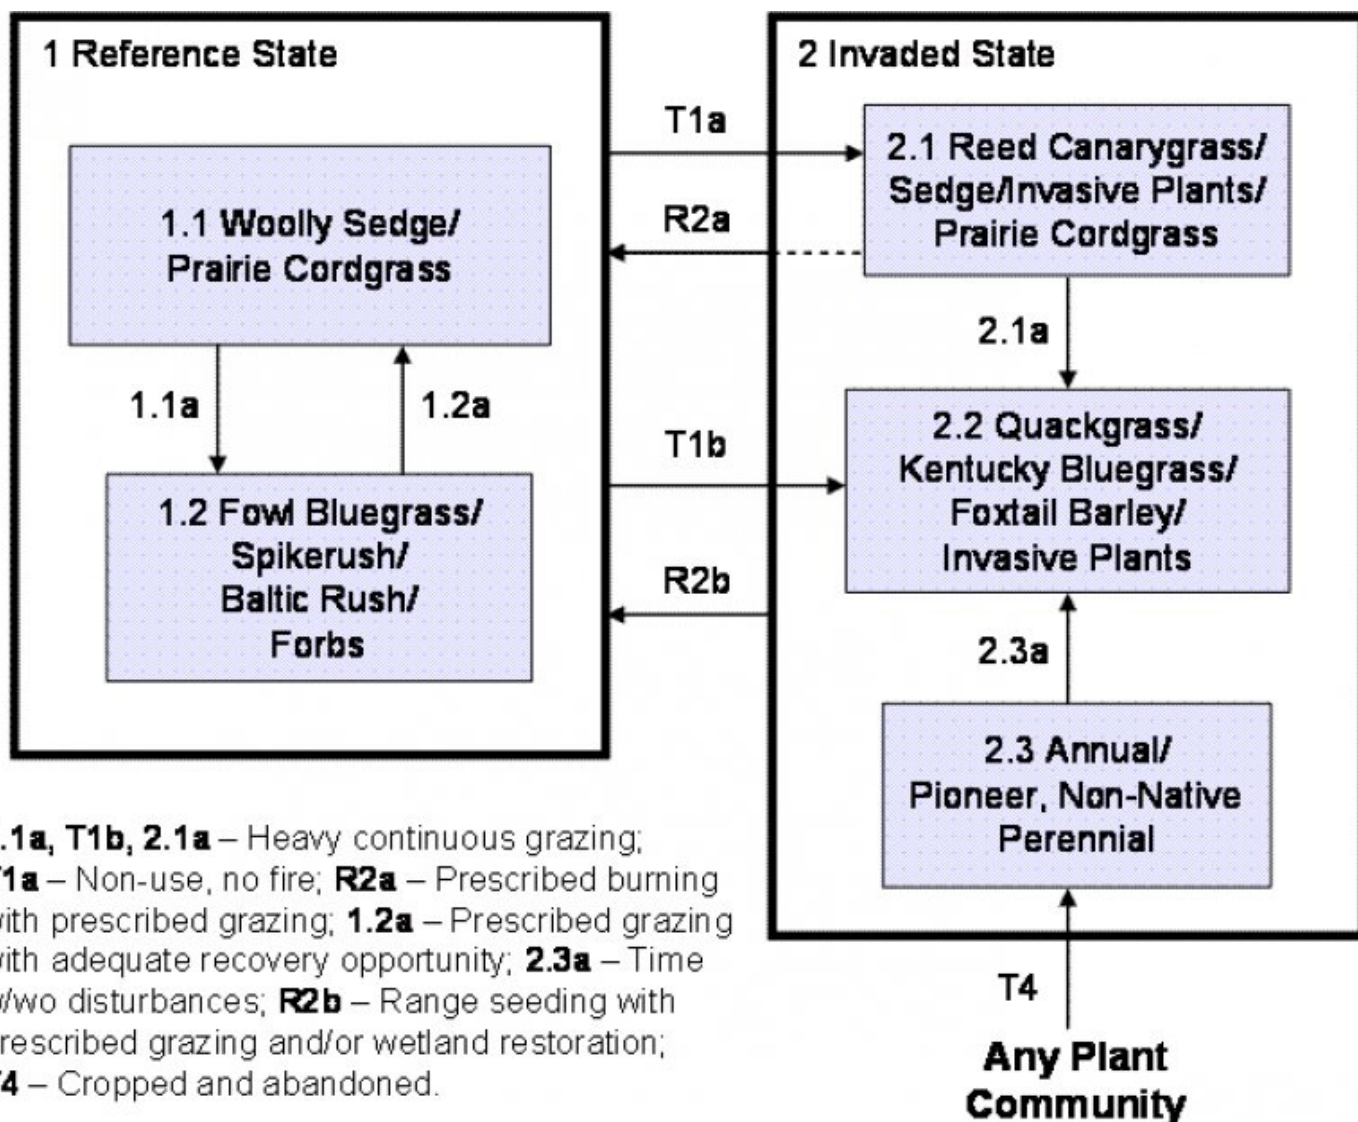 1 Reference State
1.1 Woolly Sedge/
Prairie Cordgrass
1.1a
1.2a
1.2 Fowl Bluegrass/
Spikerush/
Baltic Rush/
Forbs
T1a
R2a
T1b
R2b
2 Invaded State
2.1 Reed Canarygrass/
Sedge/Invasive Plants/
Prairie Cordgrass
2.1a
2.2 Quackgrass/
Kentucky Bluegrass/
Foxtail Barley/
Invasive Plants
2.3a
2.3 Annual/
Pioneer, Non-Native
Perennial
T4
Any Plant
Community
.1a, T1b, 2.1a – Heavy continuous grazing;
1a – Non-use, no fire; R2a – Prescribed burning
with prescribed grazing; 1.2a – Prescribed grazing
with adequate recovery opportunity; 2.3a – Time
w/wo disturbances; R2b – Range seeding with
prescribed grazing and/or wetland restoration;
4 – Cropped and abandoned.